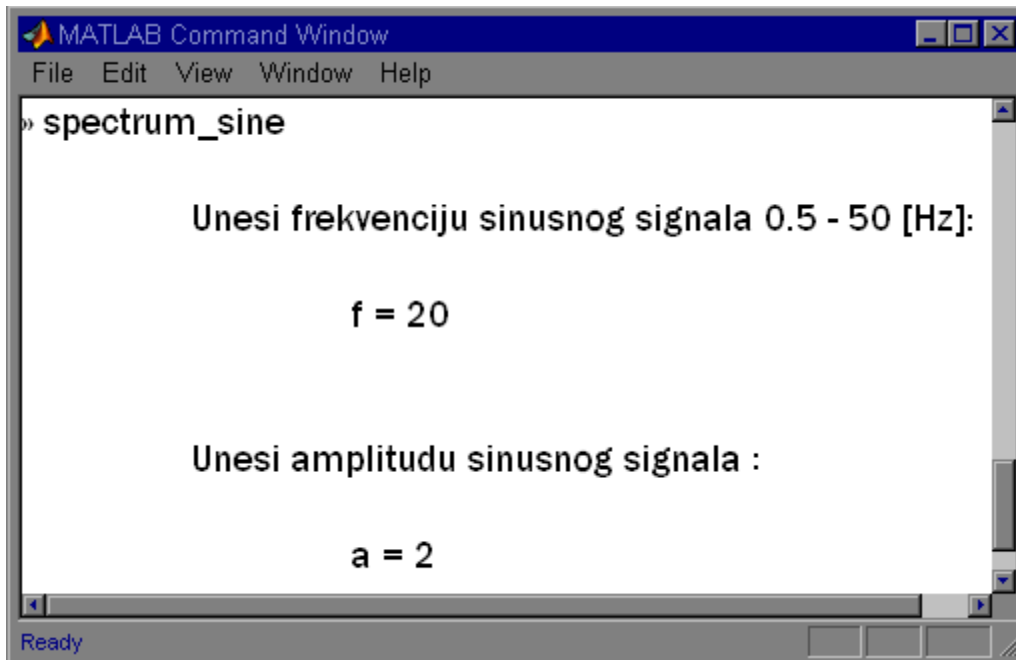 MATLAB Command Window
File Edit View Window Help
» spectrum_sine
Unesi frekvenciju sinusnog signala 0.5 - 50 [Hz]:
f = 20
Unesi amplitudu sinusnog signala :
a = 2
Ready